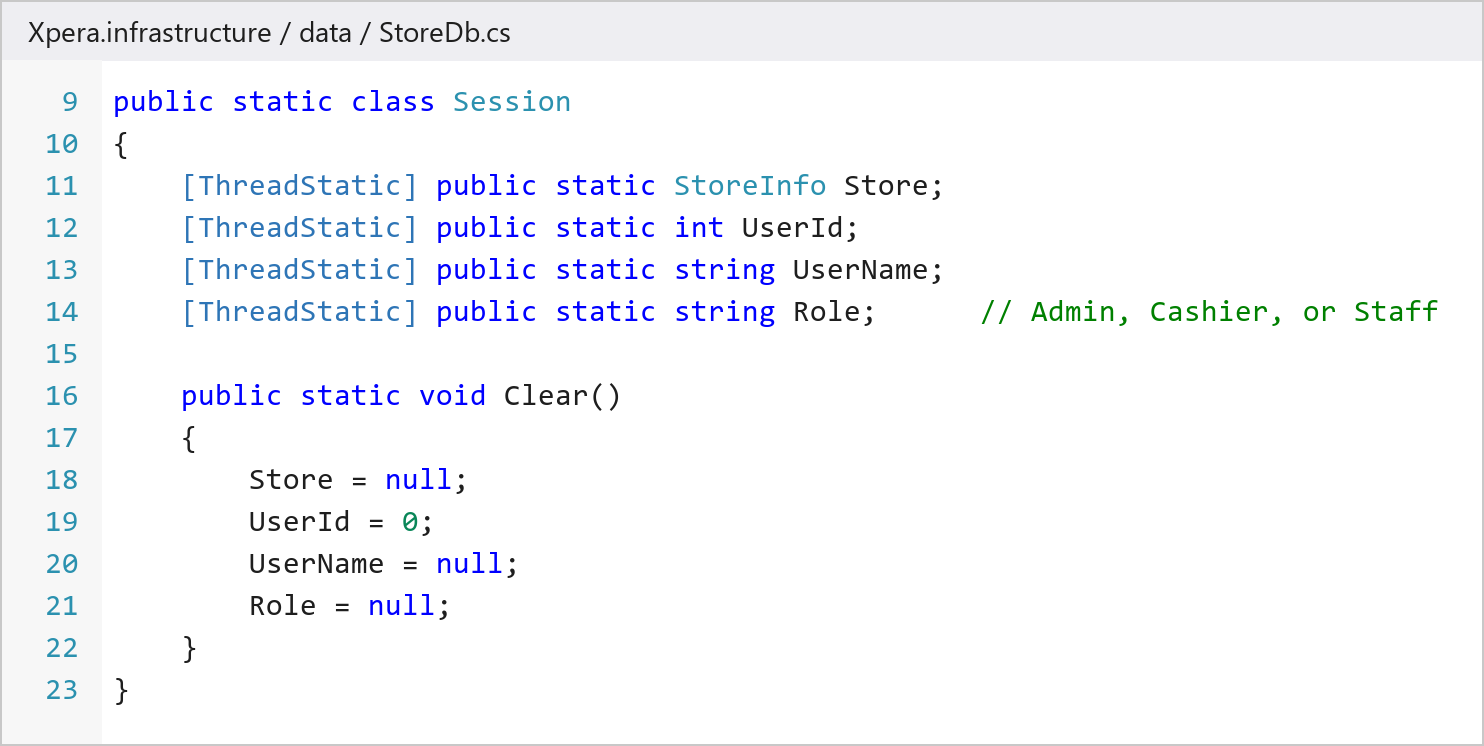 Xpera.infrastructure / data / StoreDb.cs
9 public static class Session
10 {
11     [ThreadStatic] public static StoreInfo Store;
12     [ThreadStatic] public static int UserId;
13     [ThreadStatic] public static string UserName;
14     [ThreadStatic] public static string Role;      // Admin, Cashier, or Staff
15
16     public static void Clear()
17     {
18         Store = null;
19         UserId = 0;
20         UserName = null;
21         Role = null;
22     }
23 }